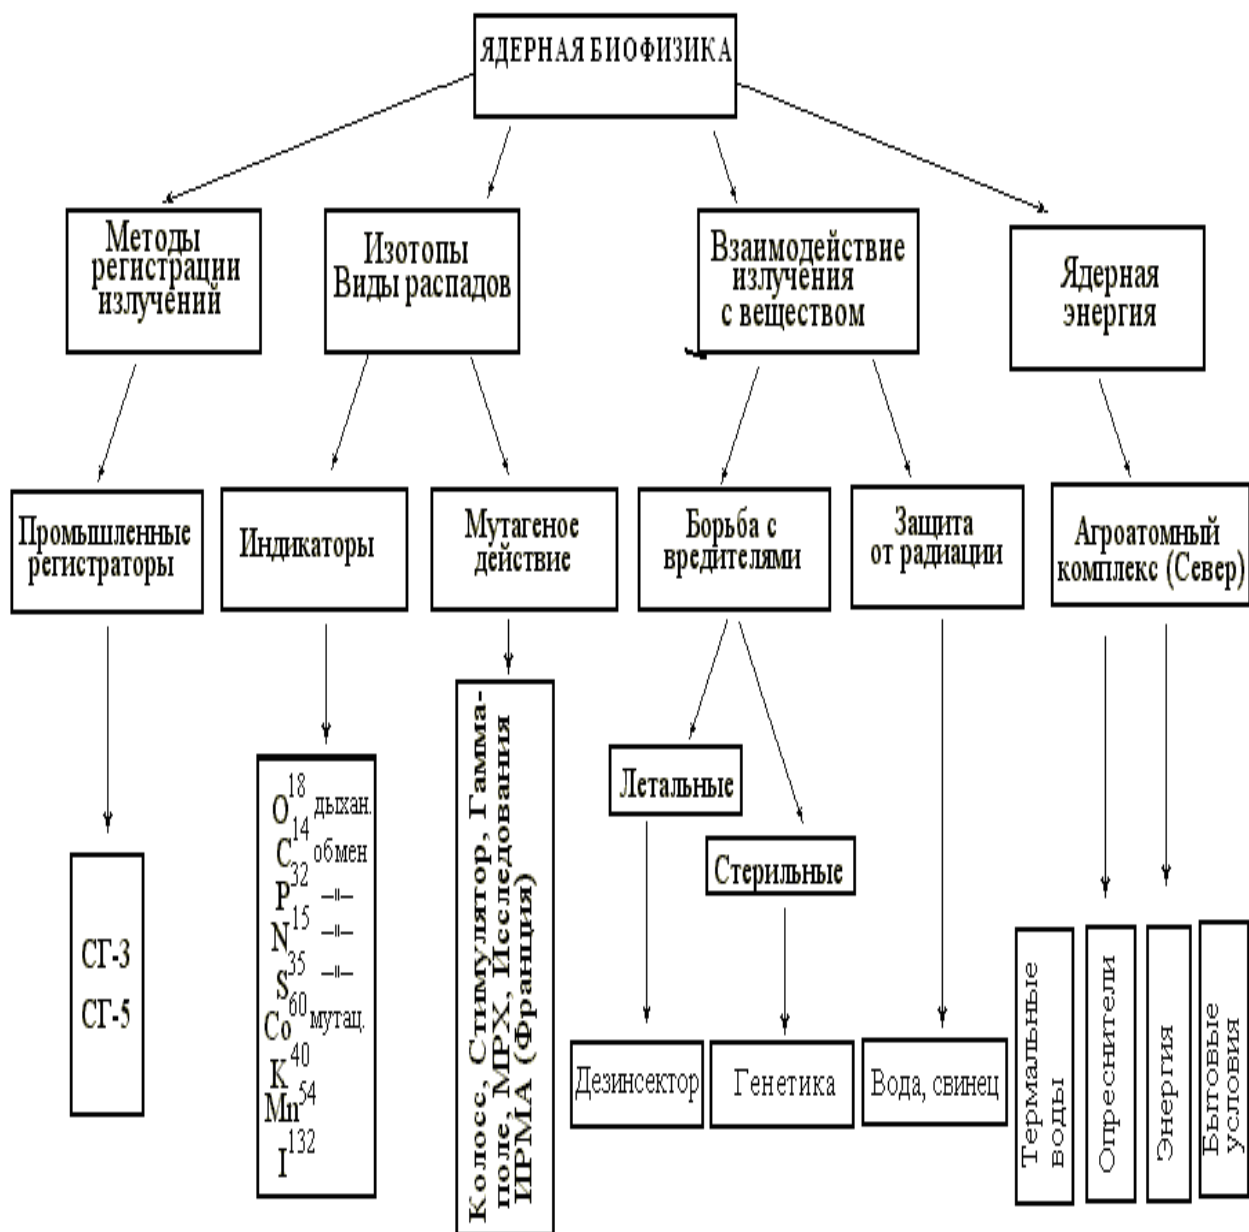 ЯДЕРНАЯ БИОФИЗИКА
Методы
регистрации
излучений
Изотопы
Виды распадов
Взаимодействие
излучения
с веществом
Ядерная
энергия
Промышленные
регистраторы
Индикаторы
Мутагеное
действие
Борьба с
вредителями
Защита
от радиации
Агроатомный
комплекс (Север)
СГ-3
СГ-5
O18 дыхан.
C14 обмен
P32 –"–
N15 –"–
S35 –"–
Co60 мутац.
K40
Mn54
I132
Колосс, Стимулятор, Гамма-
поле, МРХ, Исследования
ИРМА (Франция)
Летальные
Стерильные
Дезинсектор
Генетика
Вода, свинец
Термальные
воды
Опреснители
Энергия
Бытовые
условия